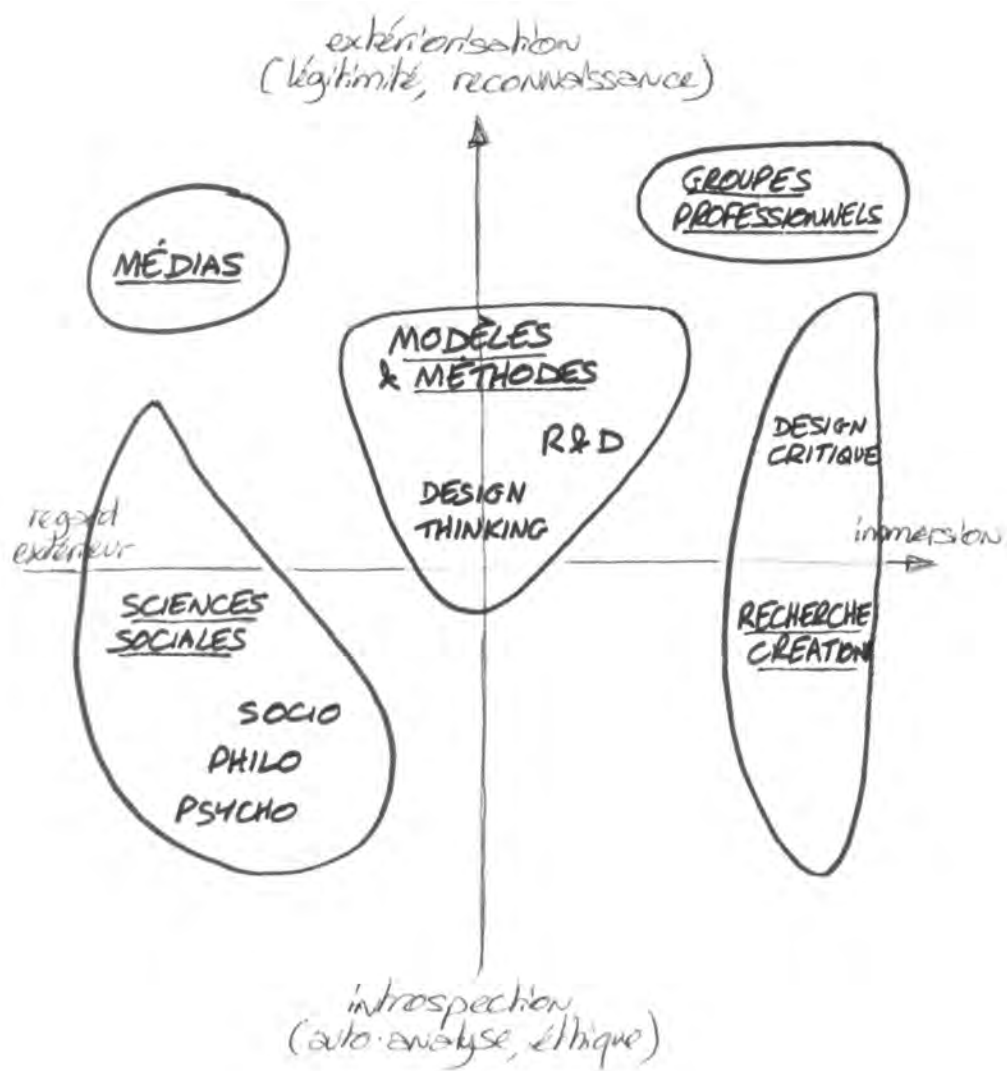 extériorisation
(légitimité, reconnaissance)
GROUPES
PROFESSIONNELS
MÉDIAS
MODÈLES
& MÉTHODES
R&D
DESIGN
THINKING
DESIGN
CRITIQUE
regard
extérieur
immersion
SCIENCES
SOCIALES
RECHERCHE
CREATION
SOCIO
PHILO
PSYCHO
introspection
(auto-analyse, éthique)